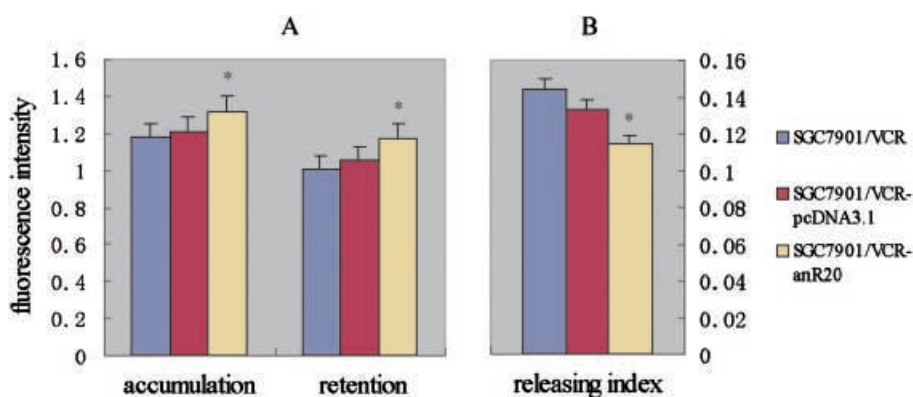 A
B
fluorescence intensity
1.6
1.4
1.2
1
0.8
0.6
0.4
0.2
0
*
*
accumulation
retention
*
releasing index
0.16
0.14
0.12
0.1
0.08
0.06
0.04
0.02
0
SGC7901/VCR
SGC7901/VCR-
pcDNA3.1
SGC7901/VCR-
anR20